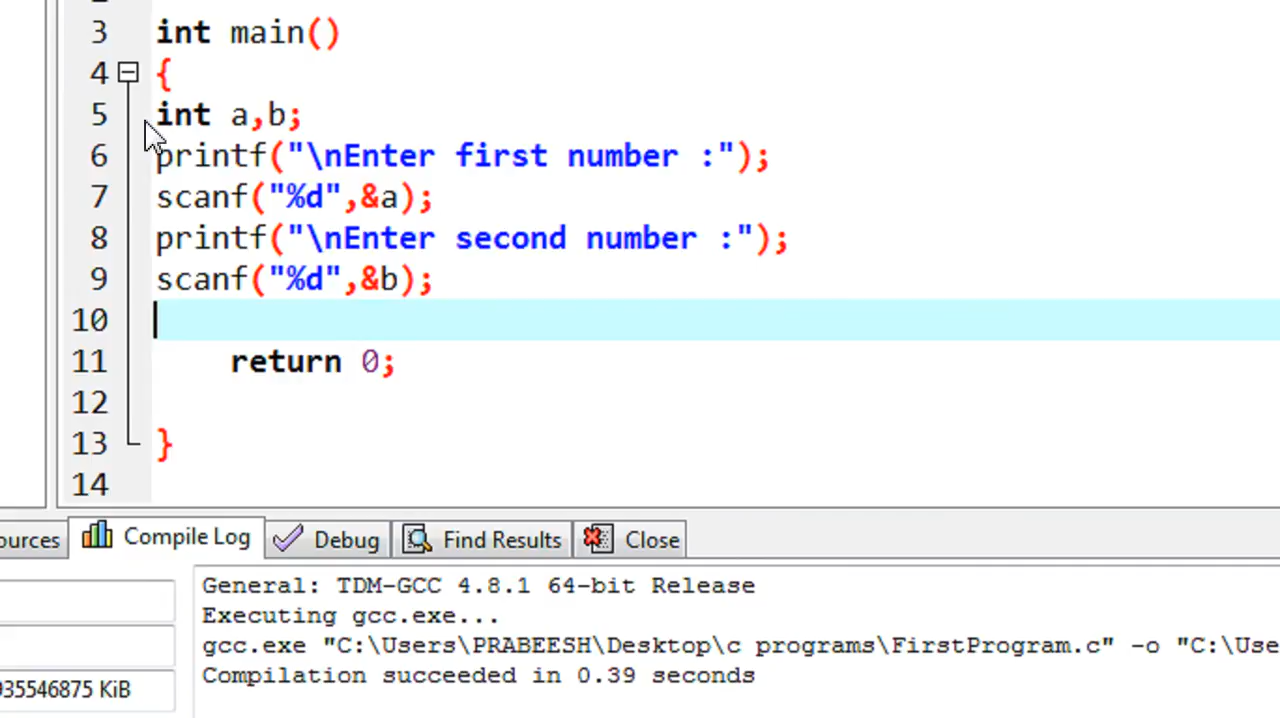 3 int main()
4 {
5 int a,b;
6 printf("\nEnter first number :");
7 scanf("%d",&a);
8 printf("\nEnter second number :");
9 scanf("%d",&b);
10
11 return 0;
12
13 }
14
ources Compile Log Debug Find Results Close
General: TDM-GCC 4.8.1 64-bit Release
Executing gcc.exe...
gcc.exe "C:\Users\PRABEESH\Desktop\c programs\FirstProgram.c" -o "C:\Use
935546875 KiB Compilation succeeded in 0.39 seconds